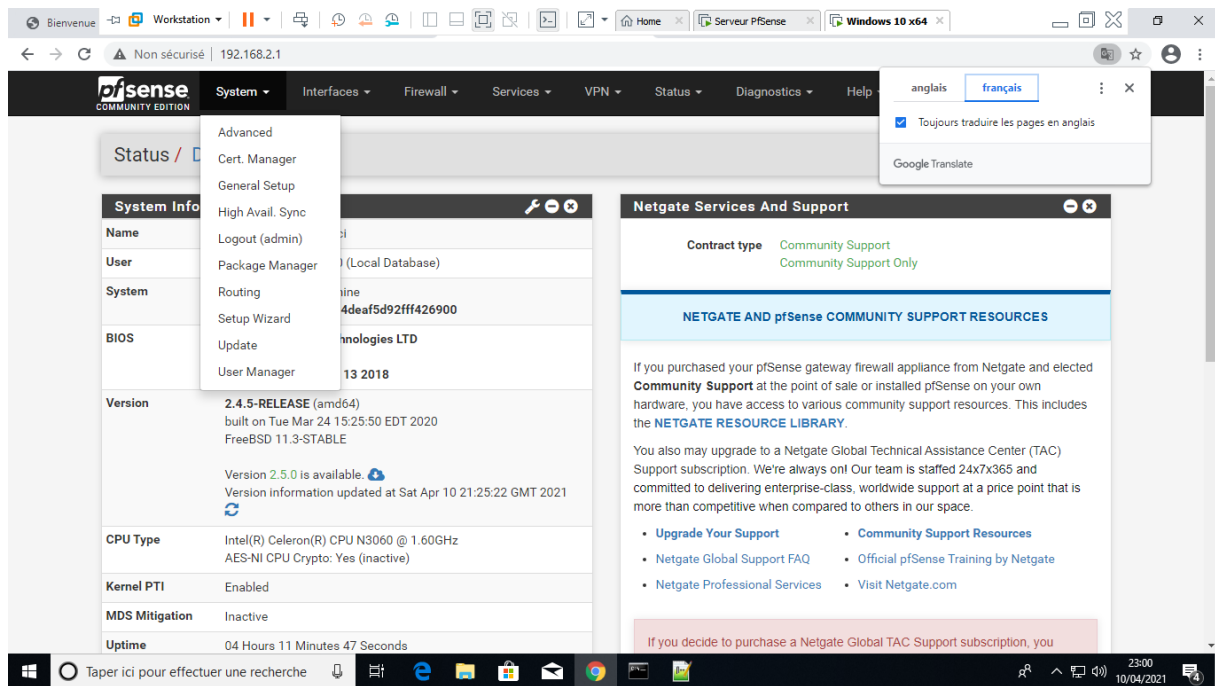 Bienvenue
Workstation
Home
Serveur PfSense
Windows 10 x64
Non sécurisé
192.168.2.1
pfsense
COMMUNITY EDITION
System
Interfaces
Firewall
Services
VPN
Status
Diagnostics
Help
anglais
français
Toujours traduire les pages en anglais
Google Translate
Advanced
Cert. Manager
General Setup
High Avail. Sync
Logout (admin)
Package Manager
Routing
Setup Wizard
Update
User Manager
Status /
System Info
Name
User
(Local Database)
System
4deaf5d92fff426900
BIOS
hnologies LTD
13 2018
Version
2.4.5-RELEASE (amd64)
built on Tue Mar 24 15:25:50 EDT 2020
FreeBSD 11.3-STABLE
Version 2.5.0 is available.
Version information updated at Sat Apr 10 21:25:22 GMT 2021
CPU Type
Intel(R) Celeron(R) CPU N3060 @ 1.60GHz
AES-NI CPU Crypto: Yes (inactive)
Kernel PTI
Enabled
MDS Mitigation
Inactive
Uptime
04 Hours 11 Minutes 47 Seconds
Netgate Services And Support
Contract type
Community Support
Community Support Only
NETGATE AND pfSense COMMUNITY SUPPORT RESOURCES
If you purchased your pfSense gateway firewall appliance from Netgate and elected
Community Support at the point of sale or installed pfSense on your own
hardware, you have access to various community support resources. This includes
the NETGATE RESOURCE LIBRARY.
You also may upgrade to a Netgate Global Technical Assistance Center (TAC)
Support subscription. We're always on! Our team is staffed 24x7x365 and
committed to delivering enterprise-class, worldwide support at a price point that is
more than competitive when compared to others in our space.
Upgrade Your Support
Community Support Resources
Netgate Global Support FAQ
Official pfSense Training by Netgate
Netgate Professional Services
Visit Netgate.com
If you decide to purchase a Netgate Global TAC Support subscription, you
Taper ici pour effectuer une recherche
23:00
10/04/2021
4